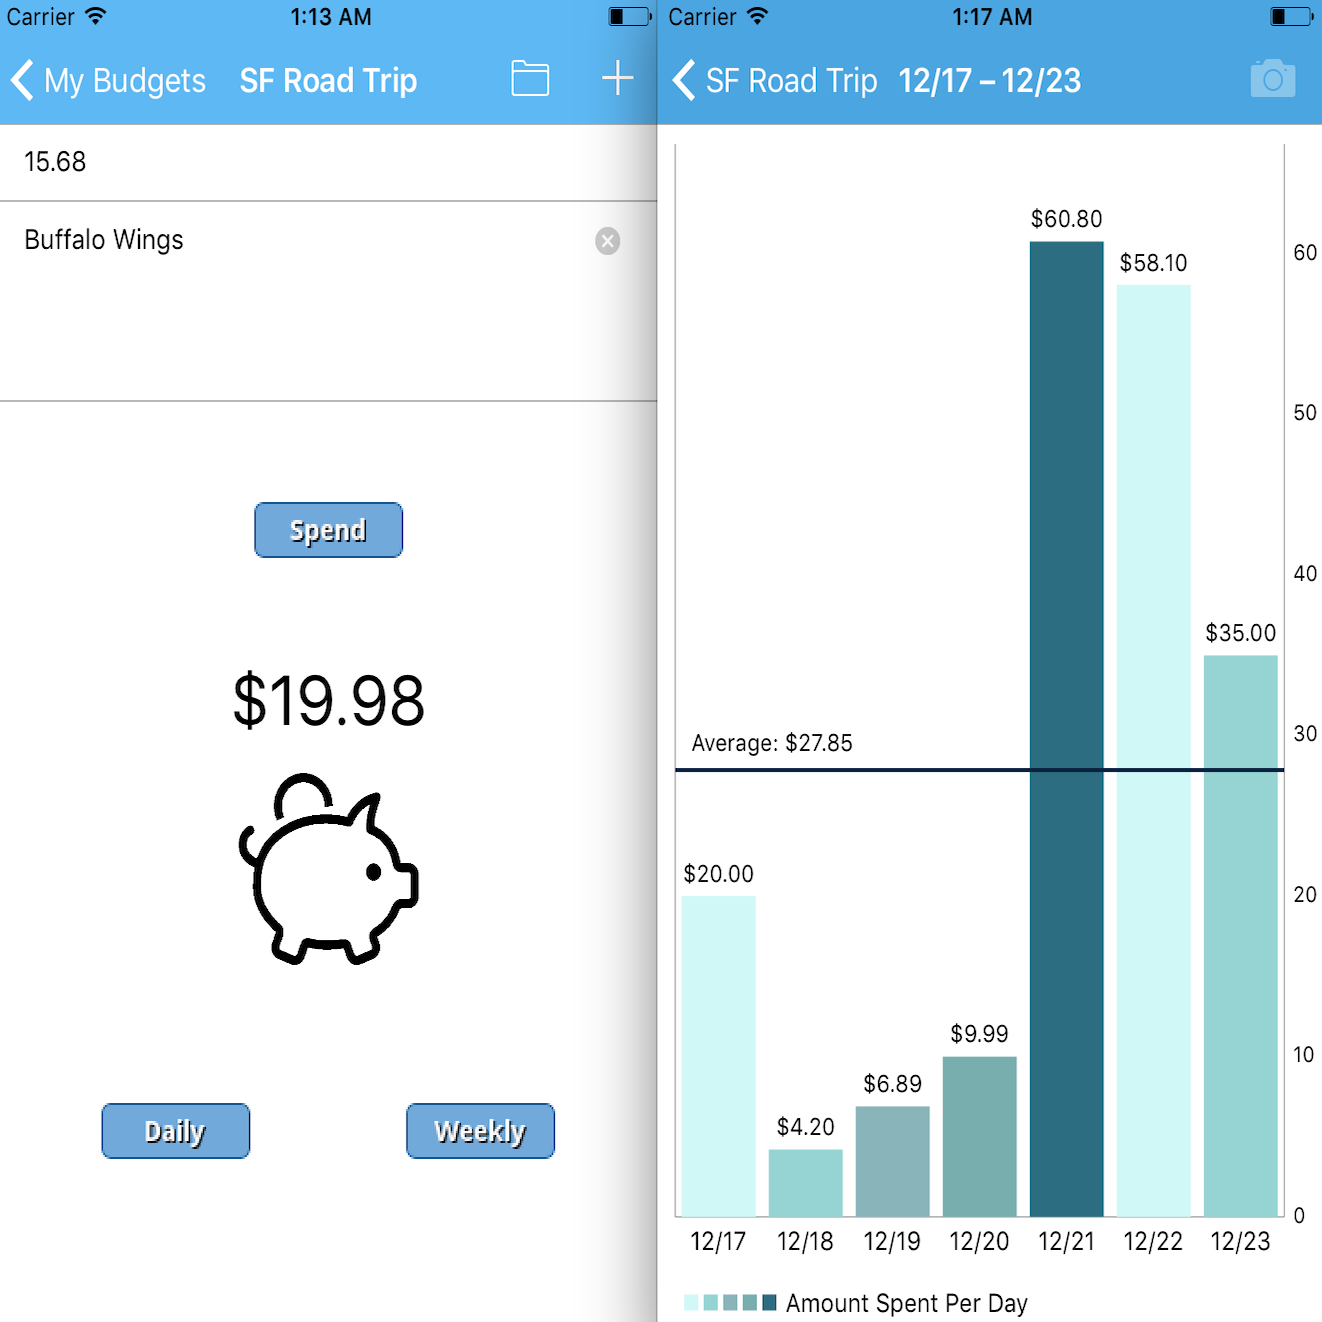 Carrier 1:13 AM
My Budgets SF Road Trip
15.68
Buffalo Wings
Spend
$19.98
Daily Weekly
Carrier 1:17 AM
SF Road Trip 12/17 – 12/23
$60.80
60
$58.10
50
40
$35.00
30
Average: $27.85
20
$20.00
10
$9.99
$6.89
$4.20
0
12/17 12/18 12/19 12/20 12/21 12/22 12/23
Amount Spent Per Day